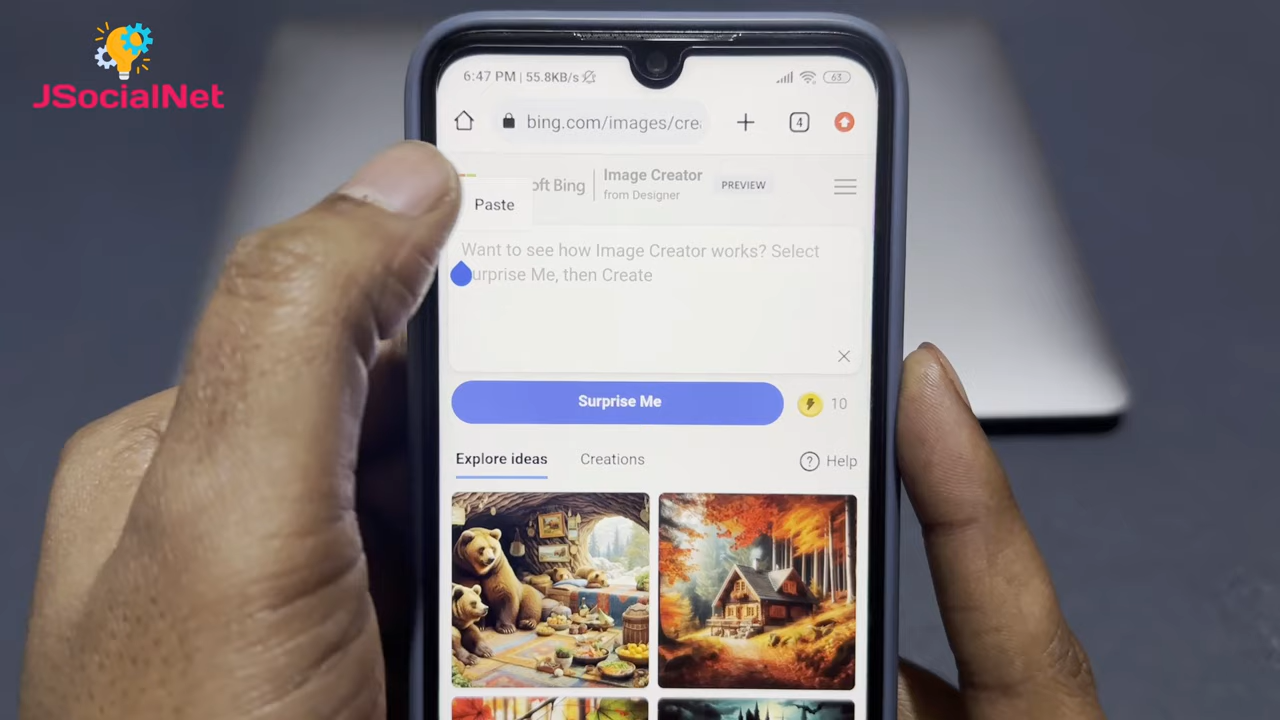 JSocialNet
6:47 PM | 55.8KB/s
63
bing.com/images/cre
4
oft Bing
Image Creator
from Designer
PREVIEW
Paste
Want to see how Image Creator works? Select
urprise Me, then Create
Surprise Me
10
Explore ideas
Creations
? Help